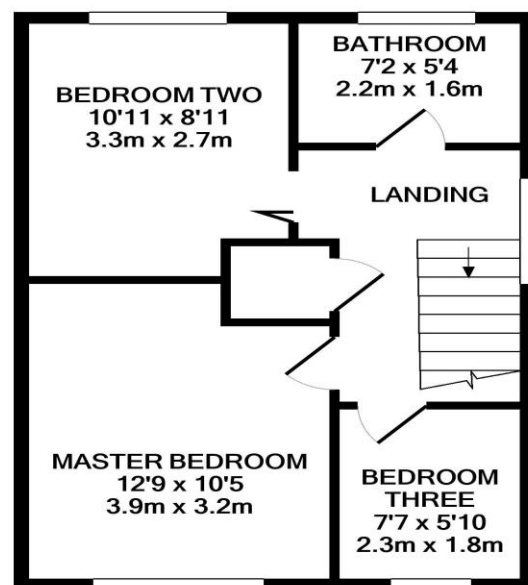 BEDROOM TWO
10'11 x 8'11
3.3m x 2.7m
BATHROOM
7'2 x 5'4
2.2m x 1.6m
LANDING
MASTER BEDROOM
12'9 x 10'5
3.9m x 3.2m
BEDROOM
THREE
7'7 x 5'10
2.3m x 1.8m